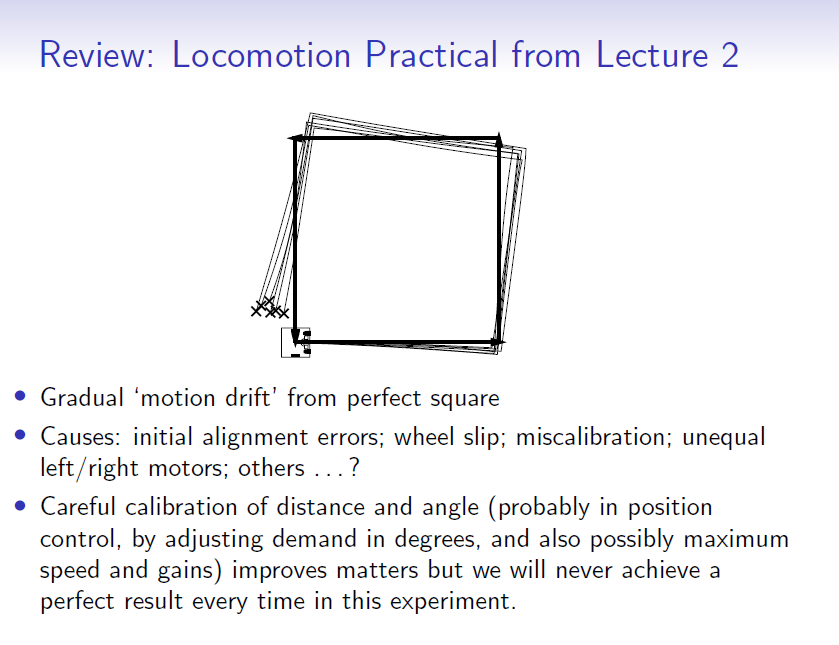 Review: Locomotion Practical from Lecture 2
• Gradual ‘motion drift’ from perfect square
• Causes: initial alignment errors; wheel slip; miscalibration; unequal
left/right motors; others . . . ?
• Careful calibration of distance and angle (probably in position
control, by adjusting demand in degrees, and also possibly maximum
speed and gains) improves matters but we will never achieve a
perfect result every time in this experiment.